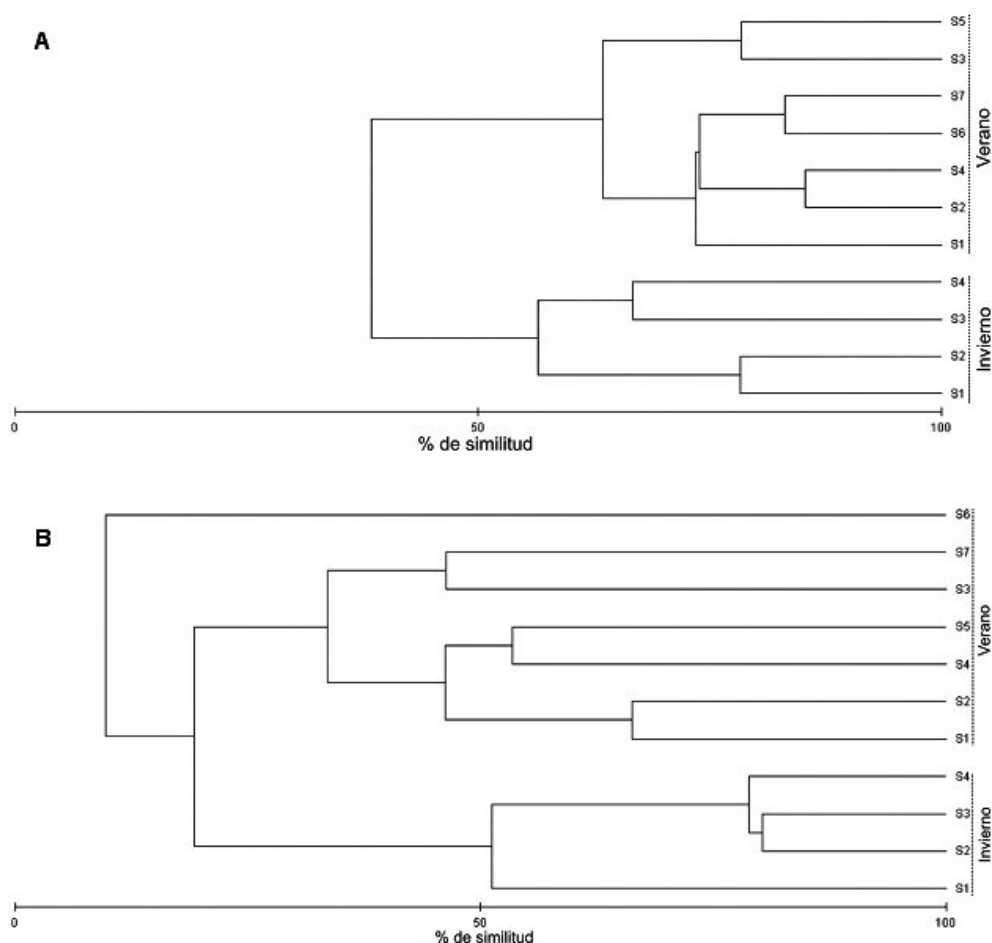 A
S5
S3
S7
S6
S4
S2
S1
Verano
S4
S3
S2
S1
Invierno
0 50 100
% de similitud
B
S6
S7
S3
S5
S4
S2
S1
Verano
S4
S3
S2
S1
Invierno
0 50 100
% de similitud